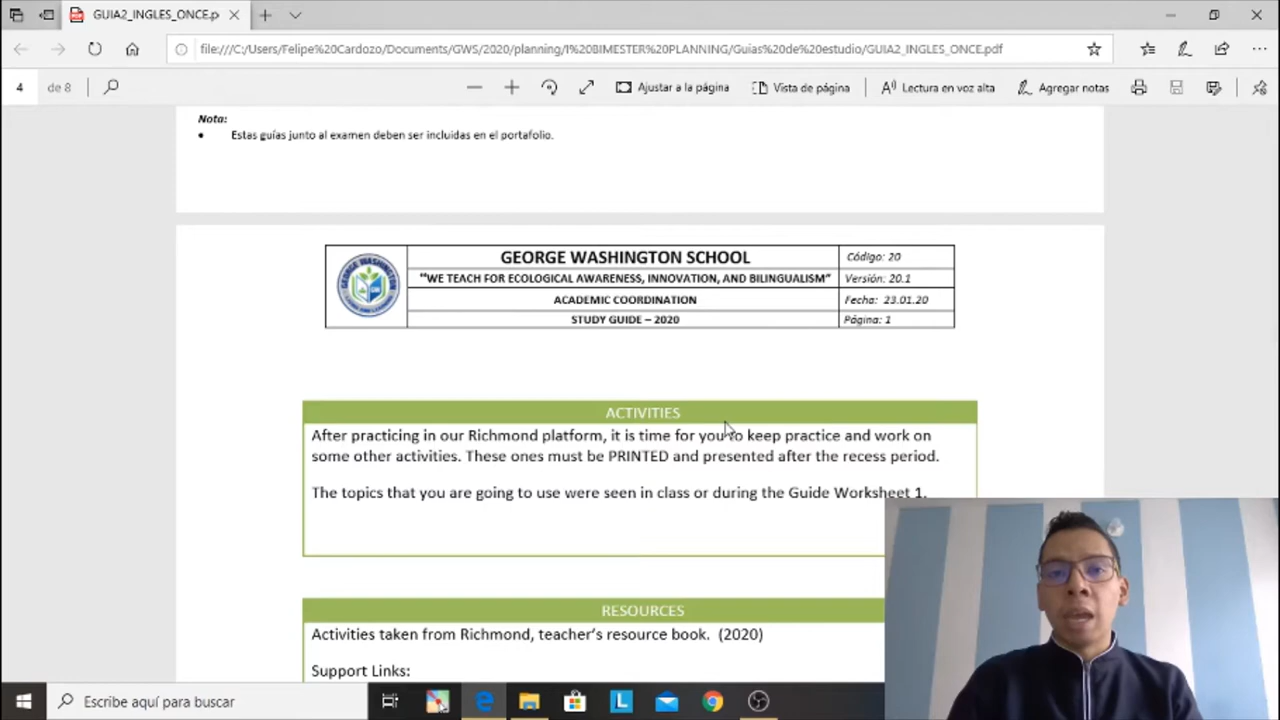 GUIA2_INGLES_ONCE.p
file:///C:/Users/Felipe%20Cardozo/Documents/GWS/2020/planning/I%20BIMESTER%20PLANNING/Guias%20de%20estudio/GUIA2_INGLES_ONCE.pdf
4 de 8 Ajustar a la página Vista de página Lectura en voz alta Agregar notas
Nota:
• Estas guías junto al examen deben ser incluidas en el portafolio.
GEORGE WASHINGTON SCHOOL
Código: 20
"WE TEACH FOR ECOLOGICAL AWARENESS, INNOVATION, AND BILINGUALISM"
Versión: 20.1
ACADEMIC COORDINATION
Fecha: 23.01.20
STUDY GUIDE – 2020
Página: 1
ACTIVITIES
After practicing in our Richmond platform, it is time for you to keep practice and work on
some other activities. These ones must be PRINTED and presented after the recess period.
The topics that you are going to use were seen in class or during the Guide Worksheet 1.
RESOURCES
Activities taken from Richmond, teacher's resource book. (2020)
Support Links:
Escribe aquí para buscar